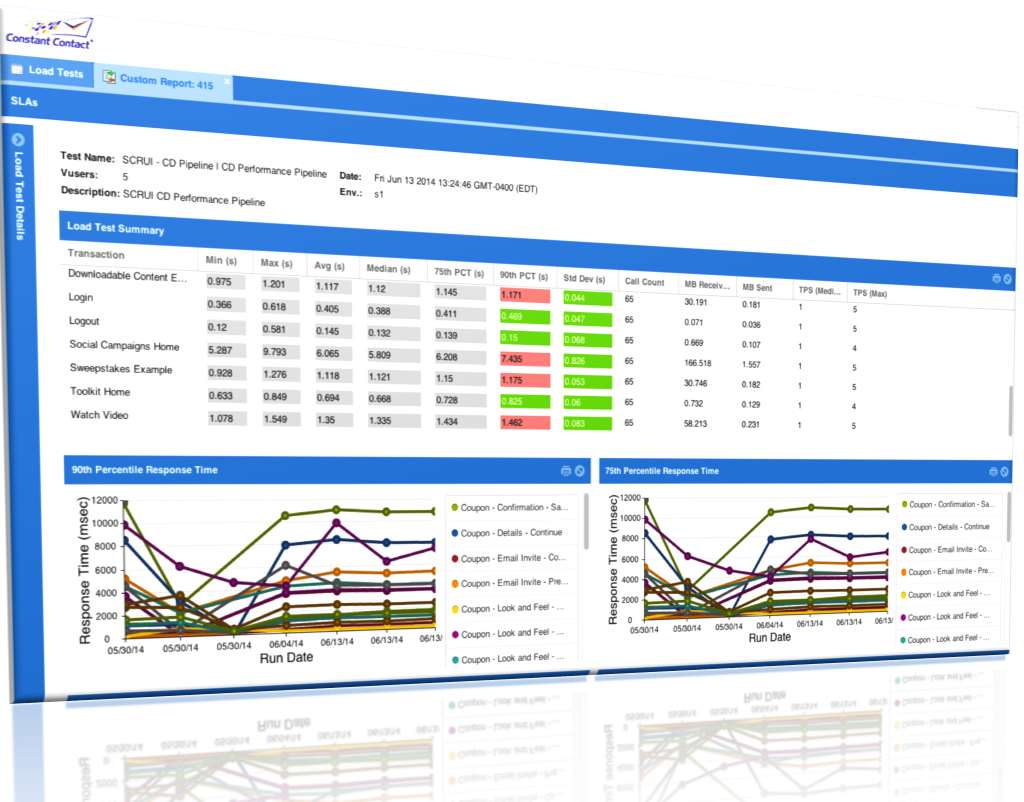 Constant Contact®
Load Tests
Custom Report: 415 x
SLAs
Load Test Details
Test Name: SCRUI - CD Pipeline | CD Performance Pipeline Date: Fri Jun 13 2014 13:24:46 GMT-0400 (EDT)
Vusers: 5 Env.: s1
Description: SCRUI CD Performance Pipeline
Load Test Summary
Transaction Min (s) Max (s) Avg (s) Median (s) 75th PCT (s) 90th PCT (s) Std Dev (s) Call Count MB Receiv... MB Sent TPS (Medi... TPS (Max)
Downloadable Content E... 0.975 1.201 1.117 1.12 1.145 1.171 0.044 65 30.191 0.181 1 5
Login 0.366 0.618 0.405 0.388 0.411 0.469 0.047 65 0.071 0.036 1 5
Logout 0.12 0.581 0.145 0.132 0.139 0.15 0.068 65 0.669 0.107 1 4
Social Campaigns Home 5.287 9.793 6.065 5.809 6.208 7.435 0.826 65 166.518 1.557 1 5
Sweepstakes Example 0.928 1.276 1.118 1.121 1.15 1.175 0.053 65 30.746 0.182 1 5
Toolkit Home 0.633 0.849 0.694 0.668 0.728 0.825 0.06 65 0.732 0.129 1 4
Watch Video 1.078 1.549 1.35 1.335 1.434 1.462 0.083 65 58.213 0.231 1 5
90th Percentile Response Time
Response Time (msec)
12000
10000
8000
6000
4000
2000
0
05/30/14 05/30/14 05/30/14 06/04/14 06/13/14 06/13/14 06/13/
Run Date
Coupon - Confirmation - Sa...
Coupon - Details - Continue
Coupon - Email Invite - Co...
Coupon - Email Invite - Pre...
Coupon - Look and Feel - ...
Coupon - Look and Feel - ...
Coupon - Look and Feel - ...
75th Percentile Response Time
Response Time (msec)
12000
10000
8000
6000
4000
2000
0
05/30/14 05/30/14 05/30/14 06/04/14 06/13/14 06/13/14 06/13/
Run Date
Coupon - Confirmation - Sa...
Coupon - Details - Continue
Coupon - Email Invite - Co...
Coupon - Email Invite - Pre...
Coupon - Look and Feel - ...
Coupon - Look and Feel - ...
Coupon - Look and Feel - ...